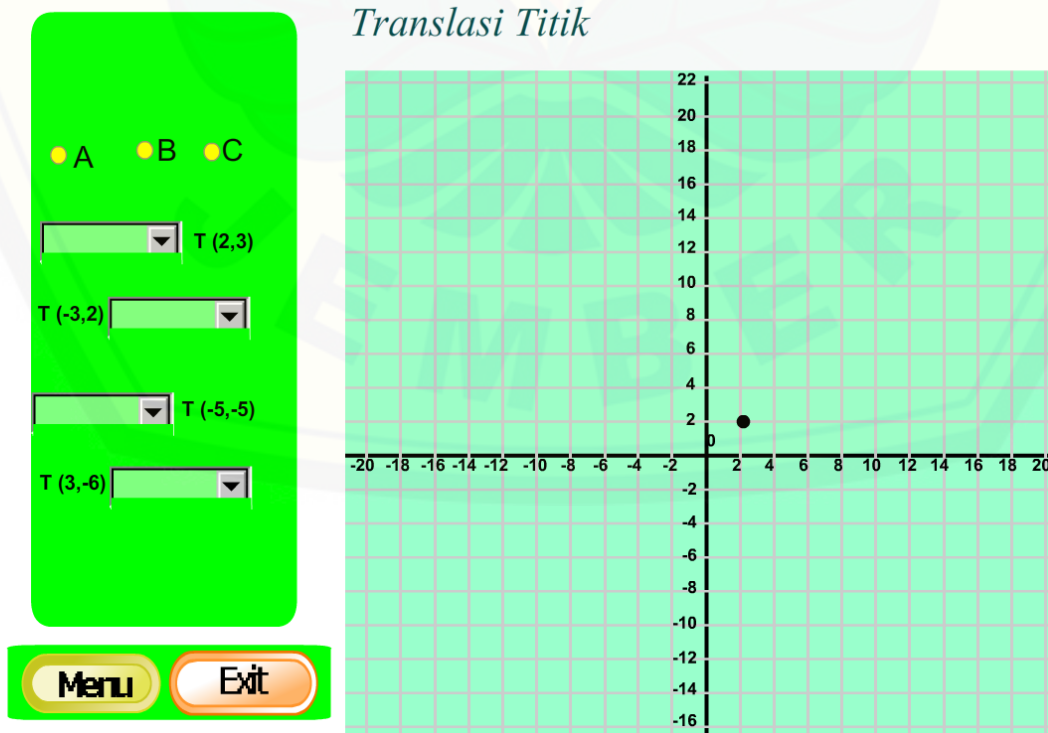 Translasi Titik
A B C
T (2,3)
T (-3,2)
T (-5,-5)
T (3,-6)
Menu Exit
22
20
18
16
14
12
10
8
6
4
2
0
-20 -18 -16 -14 -12 -10 -8 -6 -4 -2 2 4 6 8 10 12 14 16 18 20
-2
-4
-6
-8
-10
-12
-14
-16
JEMBER